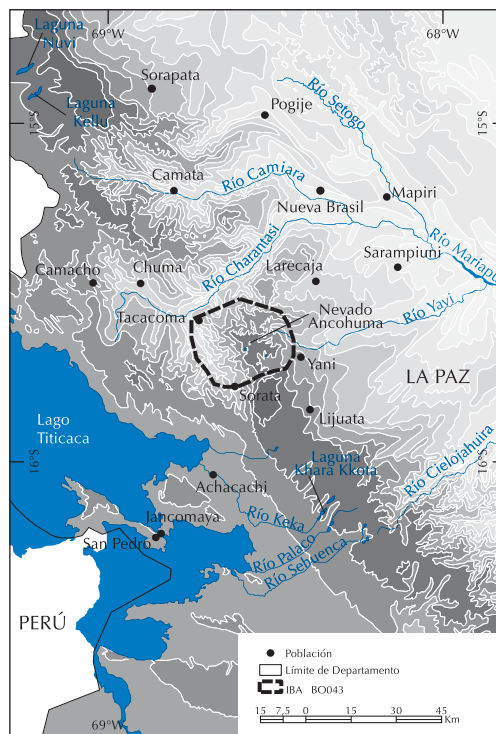 69°W
68°W
Laguna
Nuvi
Sorapata
Río Setogo
Laguna
Kellu
Pogije
15°S
15°S
Camata
Río Camiara
Nueva Brasil
Mapiri
Río Mariapo
Río Charantasi
Sarampiuni
Camacho
Chuma
Larecaja
Río Yavi
Tacacoma
Nevado
Ancohuma
Yani
LA PAZ
Sorata
Lijuata
Lago
Titicaca
Río Cielojahuira
16°S
16°S
Laguna
Khara Kkota
Achacachi
Río Keka
Jancomaya
San Pedro
Río Palaco
Río Sehuenca
PERÚ
Población
Límite de Departamento
IBA BO043
15 7,5 0 15 30 45
Km
69°W